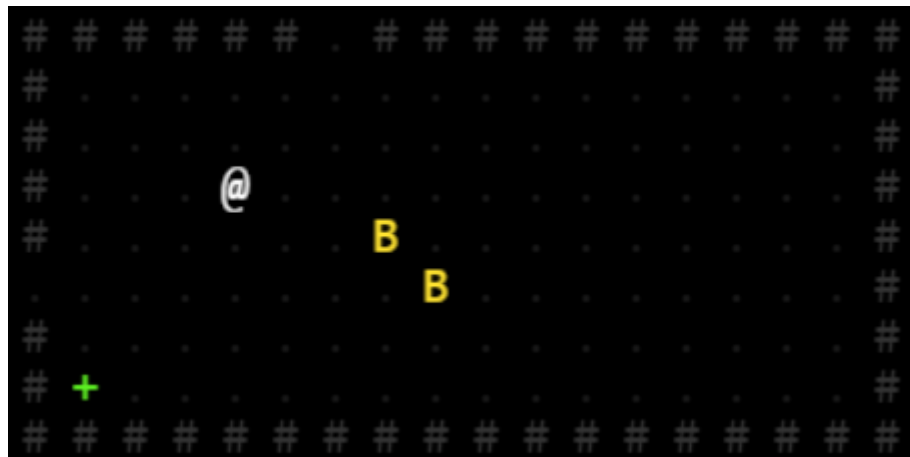 # # # # # # . # # # # # # # # # # #
# . . . . . . . . . . . . . . . . #
# . . . . . . . . . . . . . . . . #
# . . . @ . . . . . . . . . . . . #
# . . . . . . B . . . . . . . . . #
. . . . . . . . B . . . . . . . . #
# . . . . . . . . . . . . . . . . #
# + . . . . . . . . . . . . . . . #
# # # # # # # # # # # # # # # # # #